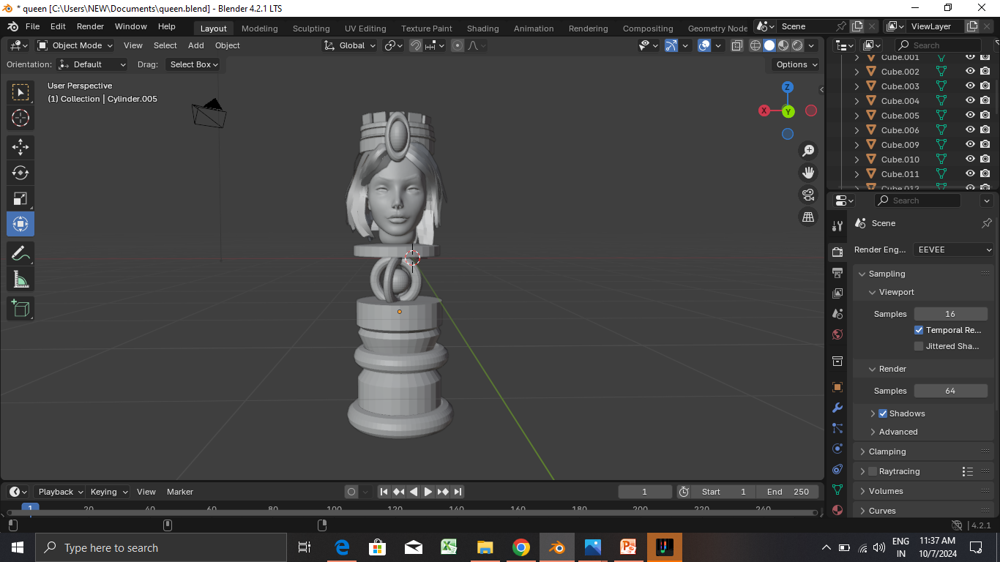 * queen [C:\Users\NEW\Documents\queen.blend] - Blender 4.2.1 LTS
File Edit Render Window Help Layout Modeling Sculpting UV Editing Texture Paint Shading Animation Rendering Compositing Geometry Node Scene ViewLayer
Object Mode View Select Add Object Global Search
Orientation: Default Drag: Select Box Options
User Perspective
(1) Collection | Cylinder.005
Z
X
Y
Cube.001
Cube.002
Cube.003
Cube.004
Cube.005
Cube.006
Cube.009
Cube.010
Cube.011
Cube.012
Search
Scene
Render Eng... EEVEE
Sampling
Viewport
Samples 16
Temporal Re...
Jittered Sha...
Render
Samples 64
Shadows
Advanced
Clamping
Raytracing
Volumes
Curves
Playback Keying View Marker 1 Start 1 End 250
1 20 40 60 80 100 120 140 160 180 200 220 240
4.2.1
Type here to search
ENG
IN
11:37 AM
10/7/2024